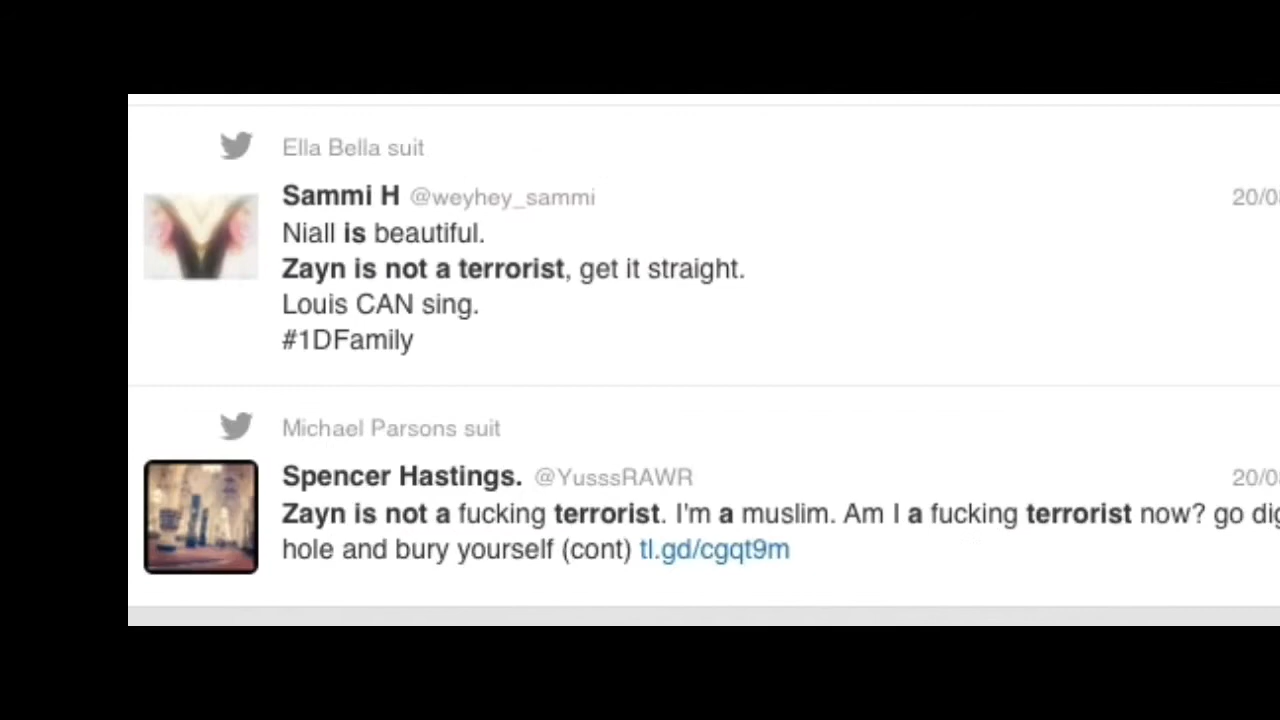 Ella Bella suit
Sammi H @weyhey_sammi 20/0
Niall is beautiful.
Zayn is not a terrorist, get it straight.
Louis CAN sing.
#1DFamily
Michael Parsons suit
Spencer Hastings. @YusssRAWR 20/0
Zayn is not a fucking terrorist. I'm a muslim. Am I a fucking terrorist now? go dig
hole and bury yourself (cont) tl.gd/cgqt9m